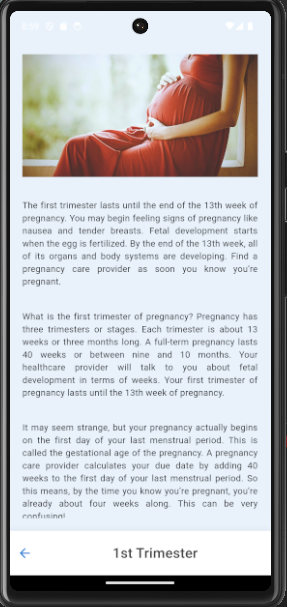 The first trimester lasts until the end of the 13th week of
pregnancy. You may begin feeling signs of pregnancy like
nausea and tender breasts. Fetal development starts
when the egg is fertilized. By the end of the 13th week, all
of its organs and body systems are developing. Find a
pregnancy care provider as soon you know you're
pregnant.
What is the first trimester of pregnancy? Pregnancy has
three trimesters or stages. Each trimester is about 13
weeks or three months long. A full-term pregnancy lasts
40 weeks or between nine and 10 months. Your
healthcare provider will talk to you about fetal
development in terms of weeks. Your first trimester of
pregnancy lasts until the 13th week of pregnancy.
It may seem strange, but your pregnancy actually begins
on the first day of your last menstrual period. This is
called the gestational age of the pregnancy. A pregnancy
care provider calculates your due date by adding 40
weeks to the first day of your last menstrual period. So
this means, by the time you know you're pregnant, you're
already about four weeks along. This can be very
confusing!
1st Trimester